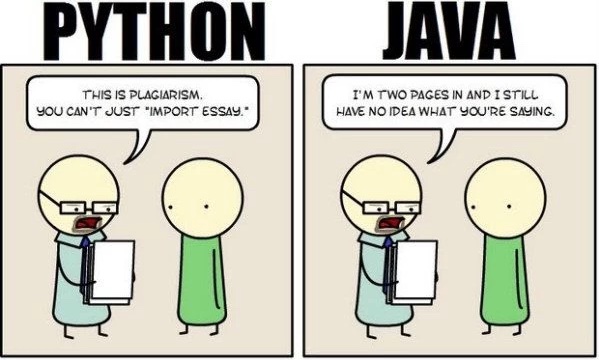 PYTHON
THIS IS PLAGIARISM.
YOU CAN'T JUST "IMPORT ESSAY."
JAVA
I'M TWO PAGES IN AND I STILL
HAVE NO IDEA WHAT YOU'RE SAYING.